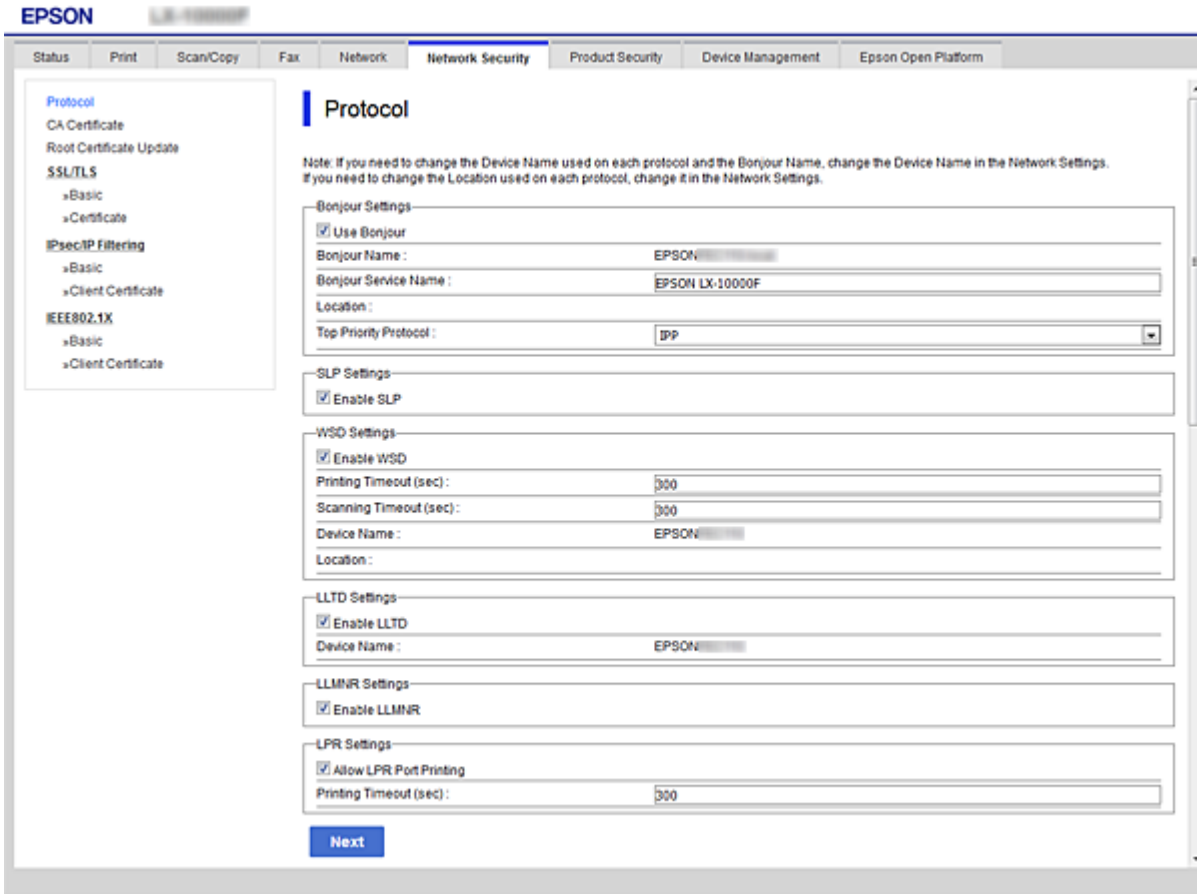 EPSON
Status Print Scan/Copy Fax Network Network Security Product Security Device Management Epson Open Platform
Protocol
CA Certificate
Root Certificate Update
SSL/TLS
»Basic
»Certificate
IPsec/IP Filtering
»Basic
»Client Certificate
IEEE802.1X
»Basic
»Client Certificate
Protocol
Note: If you need to change the Device Name used on each protocol and the Bonjour Name, change the Device Name in the Network Settings.
If you need to change the Location used on each protocol, change it in the Network Settings.
Bonjour Settings
Use Bonjour
Bonjour Name : EPSON
Bonjour Service Name : EPSON LX-10000F
Location :
Top Priority Protocol : IPP
SLP Settings
Enable SLP
WSD Settings
Enable WSD
Printing Timeout (sec) : 300
Scanning Timeout (sec) : 300
Device Name : EPSON
Location :
LLTD Settings
Enable LLTD
Device Name : EPSON
LLMNR Settings
Enable LLMNR
LPR Settings
Allow LPR Port Printing
Printing Timeout (sec) : 300
Next